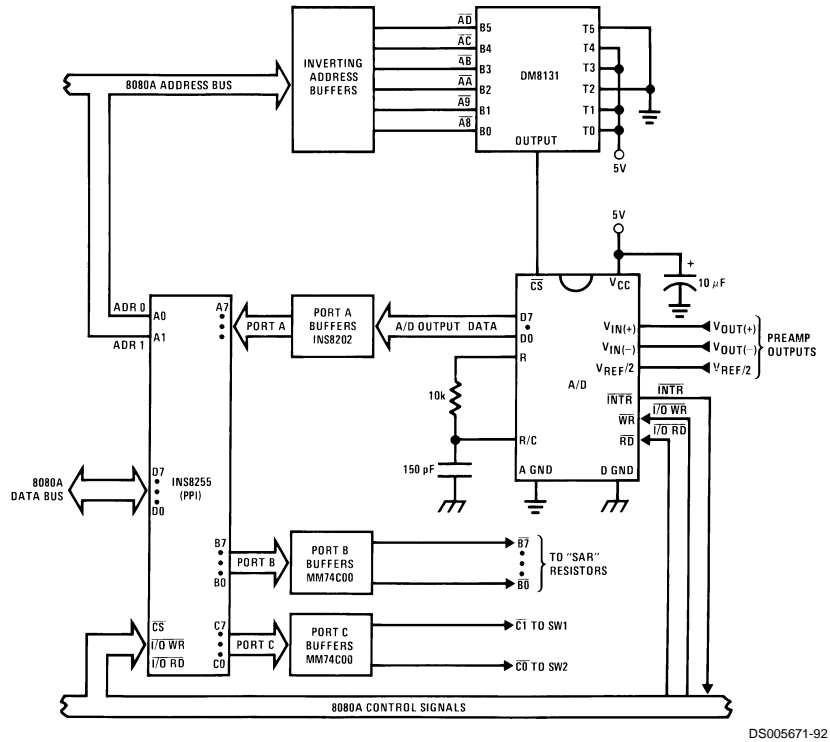 8080A ADDRESS BUS
INVERTING
ADDRESS
BUFFERS
AD
AC
AB
AA
A9
A8
B5
B4
B3
B2
B1
B0
DM8131
OUTPUT
T5
T4
T3
T2
T1
T0
5V
5V
10 μF
+
CS
VCC
ADR 0
ADR 1
A0
A1
A7
PORT A
PORT A
BUFFERS
INS8202
A/D OUTPUT DATA
D7
D0
R
R/C
10k
150 pF
A/D
VIN(+)
VIN(−)
VREF/2
INTR
WR
RD
A GND
D GND
VOUT(+)
VOUT(−)
VREF/2
PREAMP
OUTPUTS
INTR
I/O WR
I/O RD
8080A
DATA BUS
D7
D0
INS8255
(PPI)
B7
B0
PORT B
PORT B
BUFFERS
MM74C00
B7
B0
TO "SAR"
RESISTORS
CS
I/O WR
I/O RD
C7
C0
PORT C
PORT C
BUFFERS
MM74C00
C1 TO SW1
C0 TO SW2
8080A CONTROL SIGNALS
DS005671-92